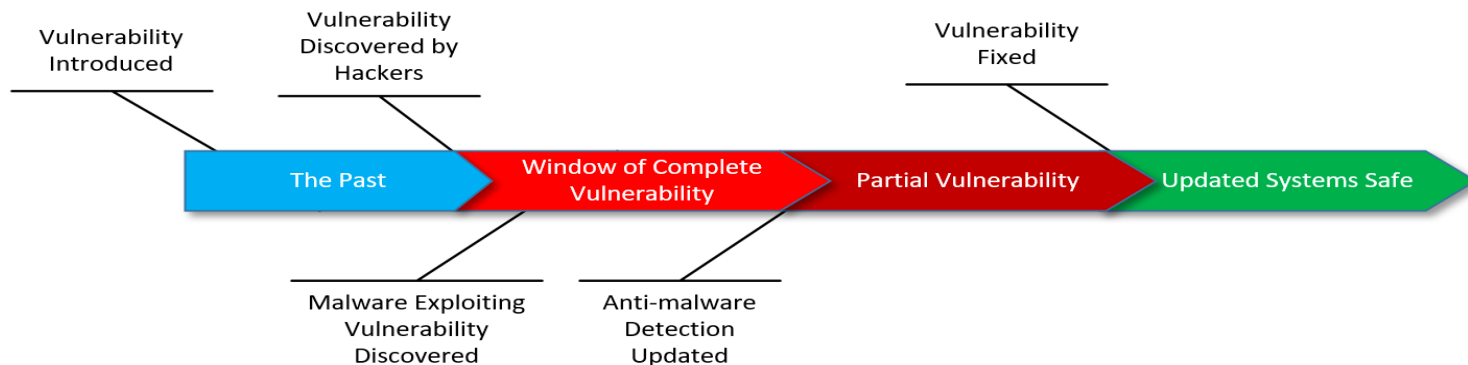 Vulnerability
Introduced
Vulnerability
Discovered by
Hackers
Vulnerability
Fixed
The Past
Window of Complete
Vulnerability
Partial Vulnerability
Updated Systems Safe
Malware Exploiting
Vulnerability
Discovered
Anti-malware
Detection
Updated